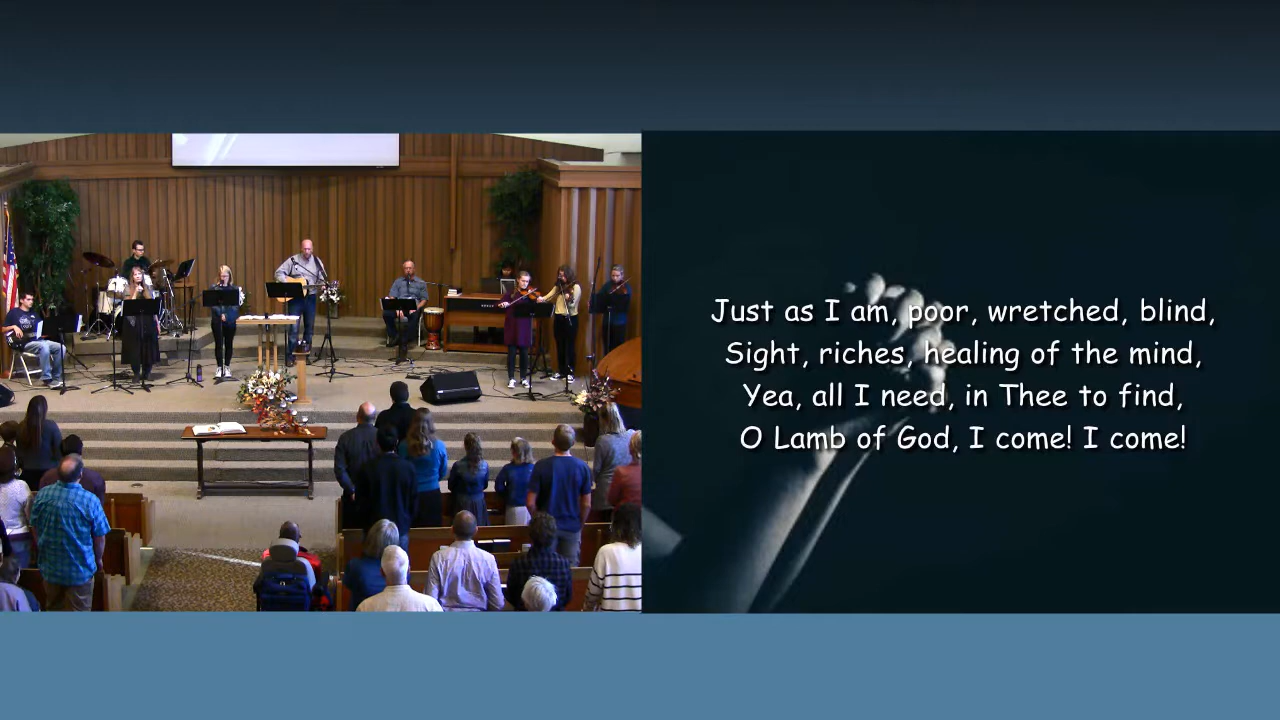 Just as I am, poor, wretched, blind,
Sight, riches, healing of the mind,
Yea, all I need, in Thee to find,
O Lamb of God, I come! I come!